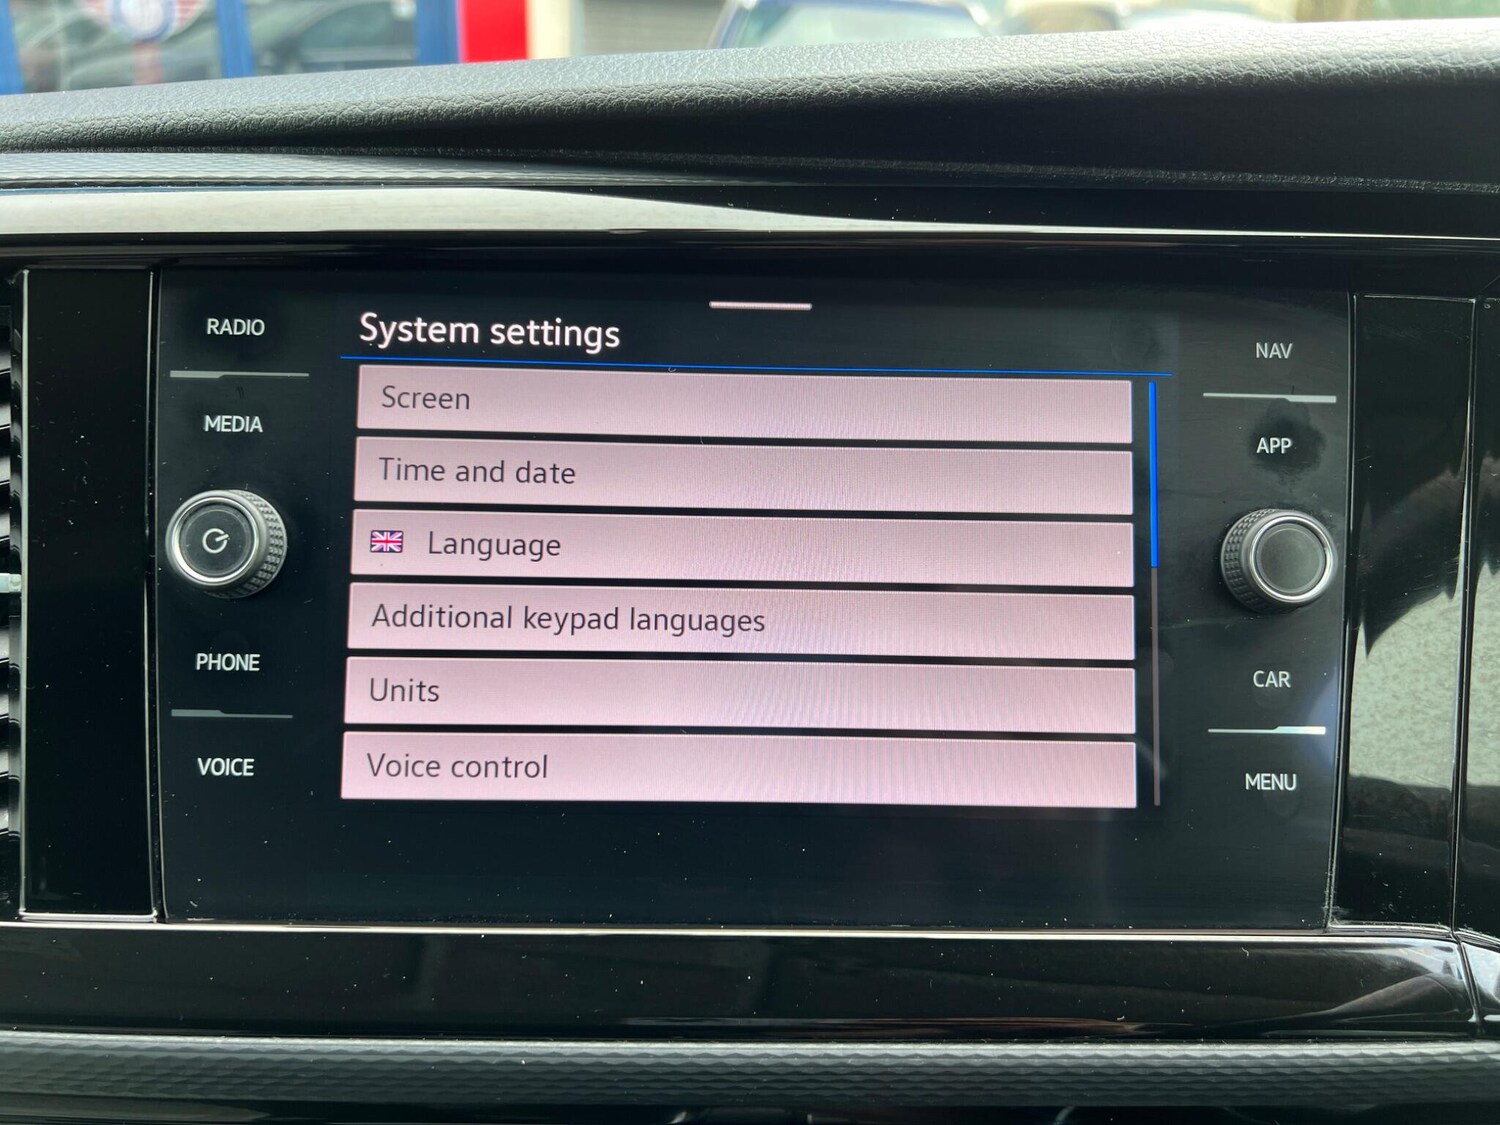 RADIO
MEDIA
PHONE
VOICE
System settings
Screen
Time and date
Language
Additional keypad languages
Units
Voice control
NAV
APP
CAR
MENU